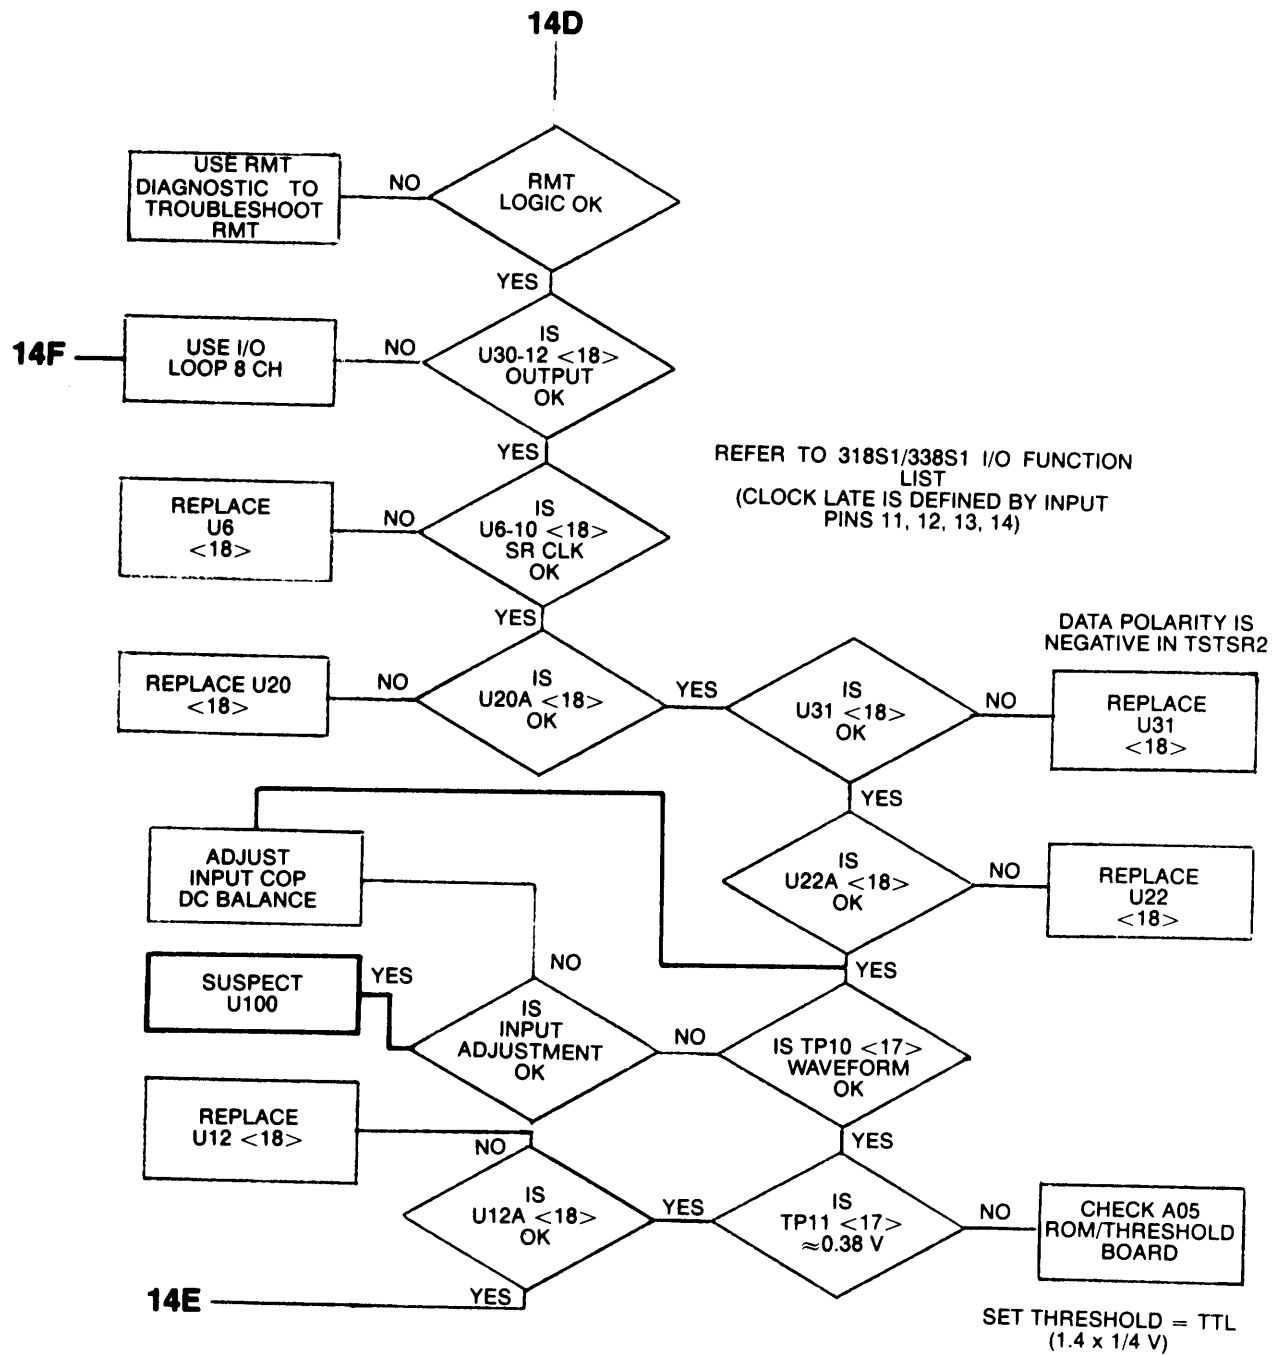 14D
USE RMT
DIAGNOSTIC TO
TROUBLESHOOT
RMT
NO
RMT
LOGIC OK
YES
14F
USE I/O
LOOP 8 CH
NO
IS
U30-12 <18>
OUTPUT
OK
YES
REFER TO 318S1/338S1 I/O FUNCTION
LIST
(CLOCK LATE IS DEFINED BY INPUT
PINS 11, 12, 13, 14)
REPLACE
U6
<18>
NO
IS
U6-10 <18>
SR CLK
OK
YES
DATA POLARITY IS
NEGATIVE IN TSTSR2
REPLACE U20
<18>
NO
IS
U20A <18>
OK
YES
IS
U31 <18>
OK
NO
REPLACE
U31
<18>
YES
ADJUST
INPUT COP
DC BALANCE
IS
U22A <18>
OK
NO
REPLACE
U22
<18>
YES
NO
SUSPECT
U100
YES
IS
INPUT
ADJUSTMENT
OK
NO
IS TP10 <17>
WAVEFORM
OK
YES
REPLACE
U12 <18>
NO
IS
U12A <18>
OK
YES
IS
TP11 <17>
≈0.38 V
NO
CHECK A05
ROM/THRESHOLD
BOARD
14E
YES
SET THRESHOLD = TTL
(1.4 x 1/4 V)